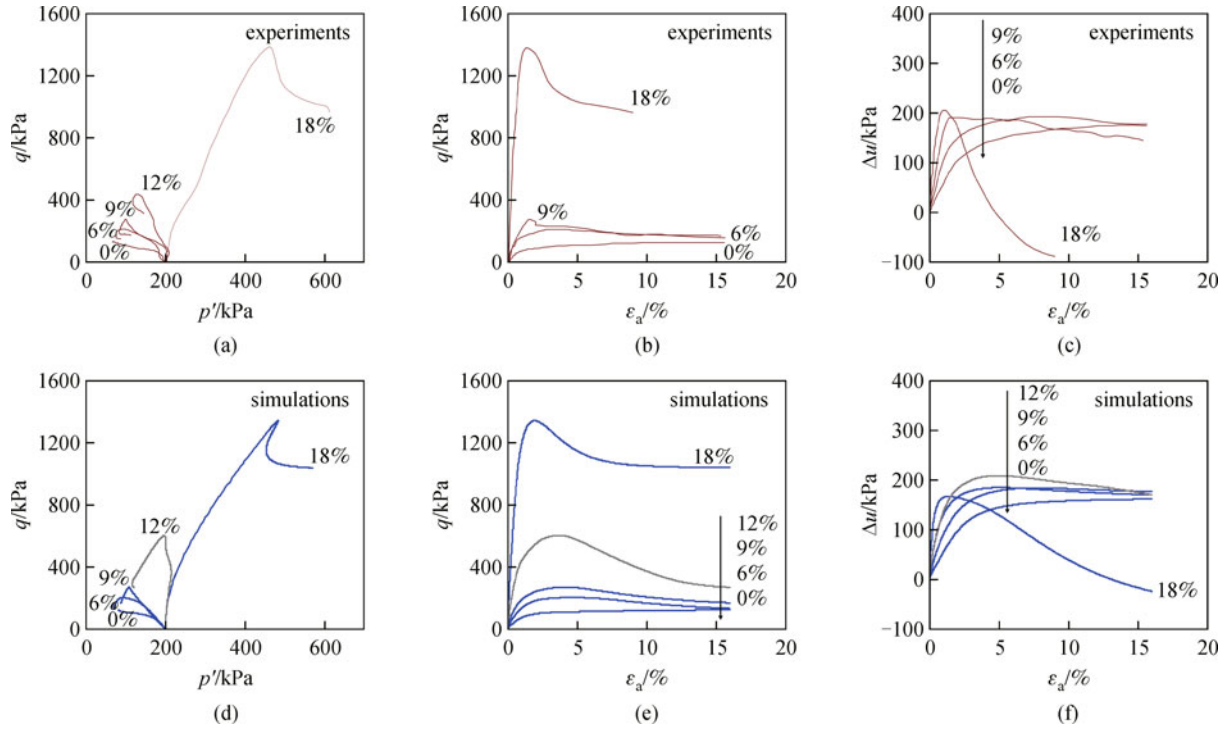 (a)
1600
1200
800
400
0
q/kPa
experiments
18%
12%
9%
6%
0%
0 200 400 600
p′/kPa
(b)
1600
1200
800
400
0
q/kPa
experiments
18%
9%
6%
0%
0 5 10 15 20
εa/%
(c)
400
300
200
100
0
−100
Δu/kPa
experiments
9%
6%
0%
18%
0 5 10 15 20
εa/%
(d)
1600
1200
800
400
0
q/kPa
simulations
18%
12%
9%
6%
0%
0 200 400 600
p′/kPa
(e)
1600
1200
800
400
0
q/kPa
simulations
18%
12%
9%
6%
0%
0 5 10 15 20
εa/%
(f)
400
300
200
100
0
−100
Δu/kPa
simulations
12%
9%
6%
0%
18%
0 5 10 15 20
εa/%